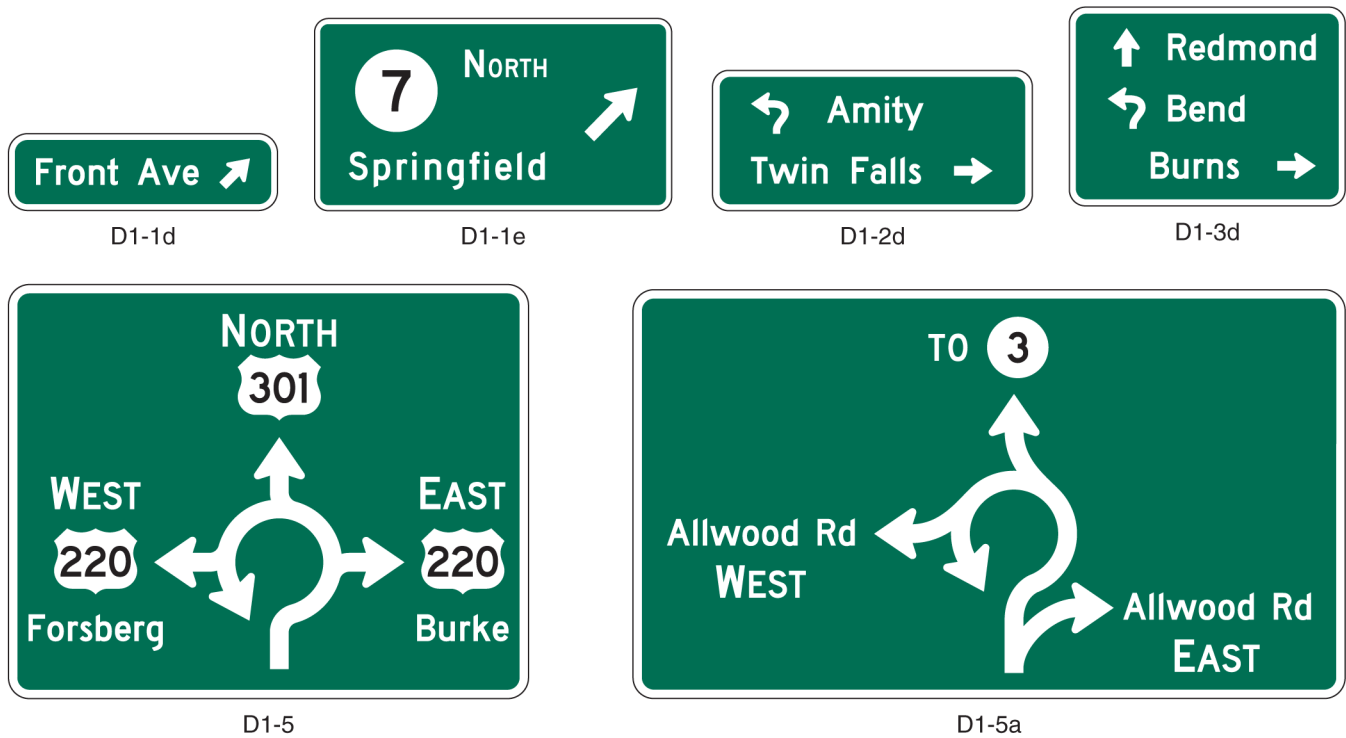 Front Ave
D1-1d
7 NORTH
Springfield
D1-1e
Amity
Twin Falls
D1-2d
Redmond
Bend
Burns
D1-3d
NORTH
301
WEST
220
Forsberg
EAST
220
Burke
D1-5
TO 3
Allwood Rd
WEST
Allwood Rd
EAST
D1-5a